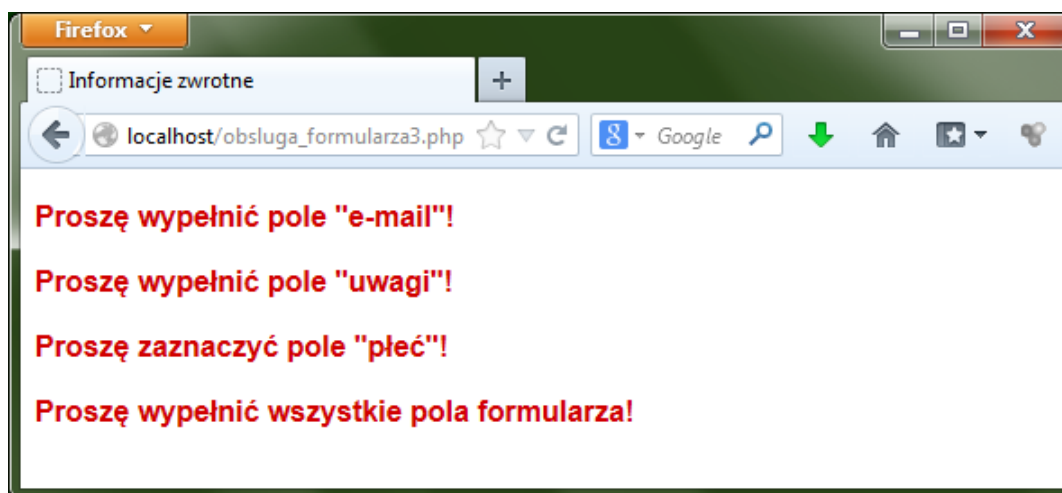 Firefox
Informacje zwrotne
localhost/obsluga_formularza3.php
Google
Proszę wypełnić pole "e-mail"!
Proszę wypełnić pole "uwagi"!
Proszę zaznaczyć pole "płeć"!
Proszę wypełnić wszystkie pola formularza!